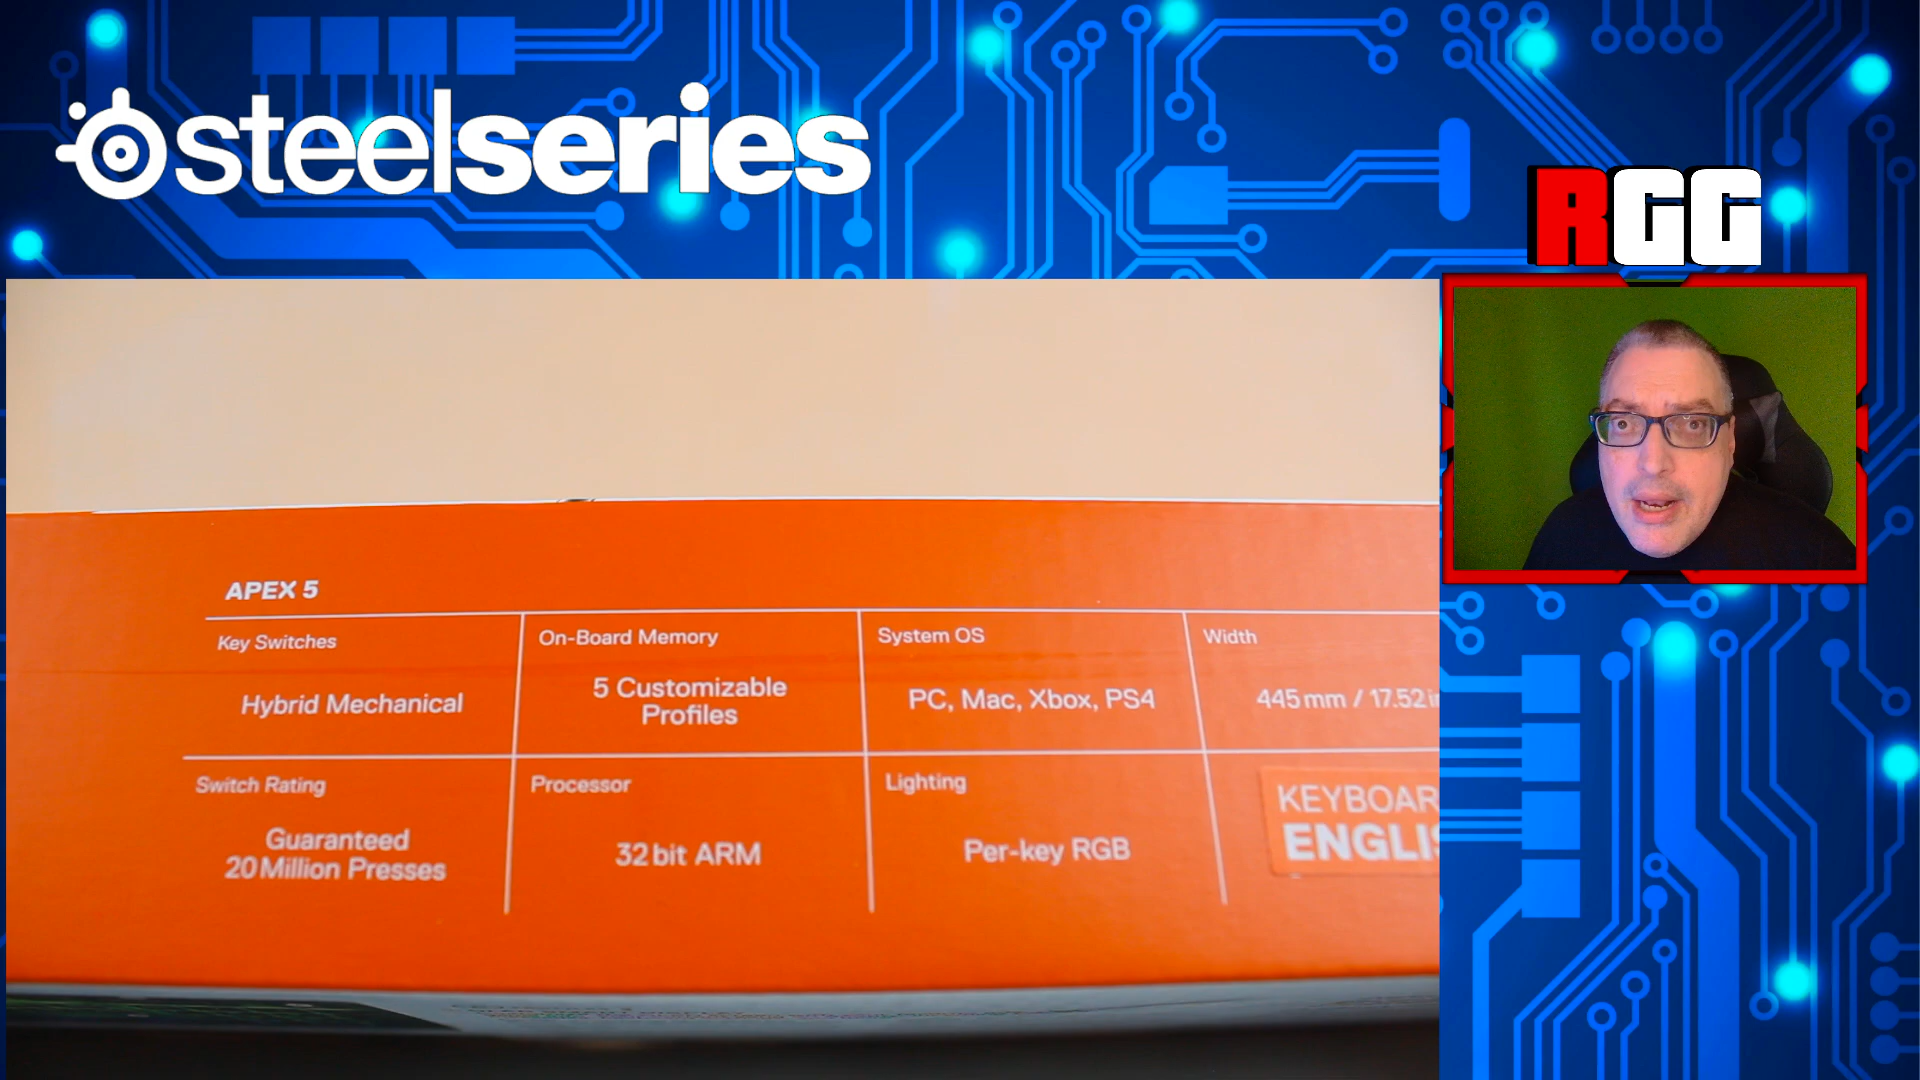 steelseries
RGG
APEX 5
Key Switches
Hybrid Mechanical
On-Board Memory
5 Customizable
Profiles
System OS
PC, Mac, Xbox, PS4
Width
445 mm / 17.52 i
Switch Rating
Guaranteed
20 Million Presses
Processor
32 bit ARM
Lighting
Per-key RGB
KEYBOAR
ENGLI